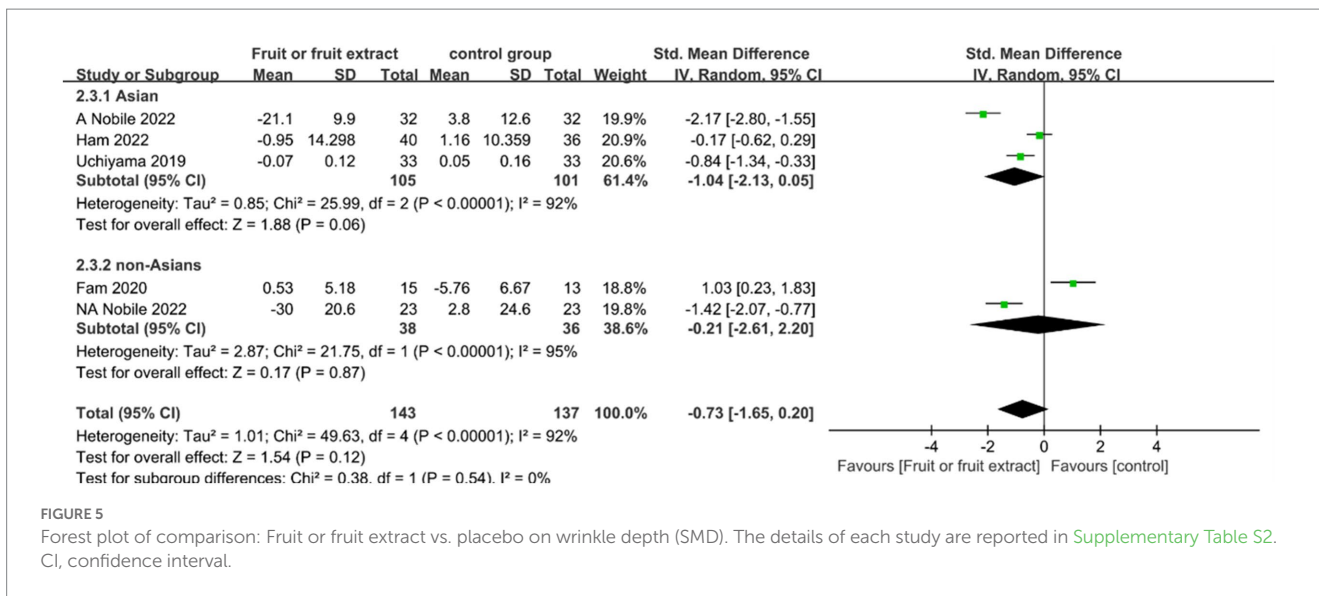 Fruit or fruit extract control group Std. Mean Difference Std. Mean Difference
Study or Subgroup Mean SD Total Mean SD Total Weight IV. Random. 95% CI IV. Random. 95% CI
2.3.1 Asian
A Nobile 2022 -21.1 9.9 32 3.8 12.6 32 19.9% -2.17 [-2.80, -1.55]
Ham 2022 -0.95 14.298 40 1.16 10.359 36 20.9% -0.17 [-0.62, 0.29]
Uchiyama 2019 -0.07 0.12 33 0.05 0.16 33 20.6% -0.84 [-1.34, -0.33]
Subtotal (95% CI) 105 101 61.4% -1.04 [-2.13, 0.05]
Heterogeneity: Tau² = 0.85; Chi² = 25.99, df = 2 (P < 0.00001); I² = 92%
Test for overall effect: Z = 1.88 (P = 0.06)
2.3.2 non-Asians
Fam 2020 0.53 5.18 15 -5.76 6.67 13 18.8% 1.03 [0.23, 1.83]
NA Nobile 2022 -30 20.6 23 2.8 24.6 23 19.8% -1.42 [-2.07, -0.77]
Subtotal (95% CI) 38 36 38.6% -0.21 [-2.61, 2.20]
Heterogeneity: Tau² = 2.87; Chi² = 21.75, df = 1 (P < 0.00001); I² = 95%
Test for overall effect: Z = 0.17 (P = 0.87)
Total (95% CI) 143 137 100.0% -0.73 [-1.65, 0.20]
Heterogeneity: Tau² = 1.01; Chi² = 49.63, df = 4 (P < 0.00001); I² = 92%
Test for overall effect: Z = 1.54 (P = 0.12)
Test for subgroup differences: Chi² = 0.38. df = 1 (P = 0.54). I² = 0%
-4 -2 0 2 4
Favours [Fruit or fruit extract] Favours [control]
FIGURE 5
Forest plot of comparison: Fruit or fruit extract vs. placebo on wrinkle depth (SMD). The details of each study are reported in Supplementary Table S2.
CI, confidence interval.